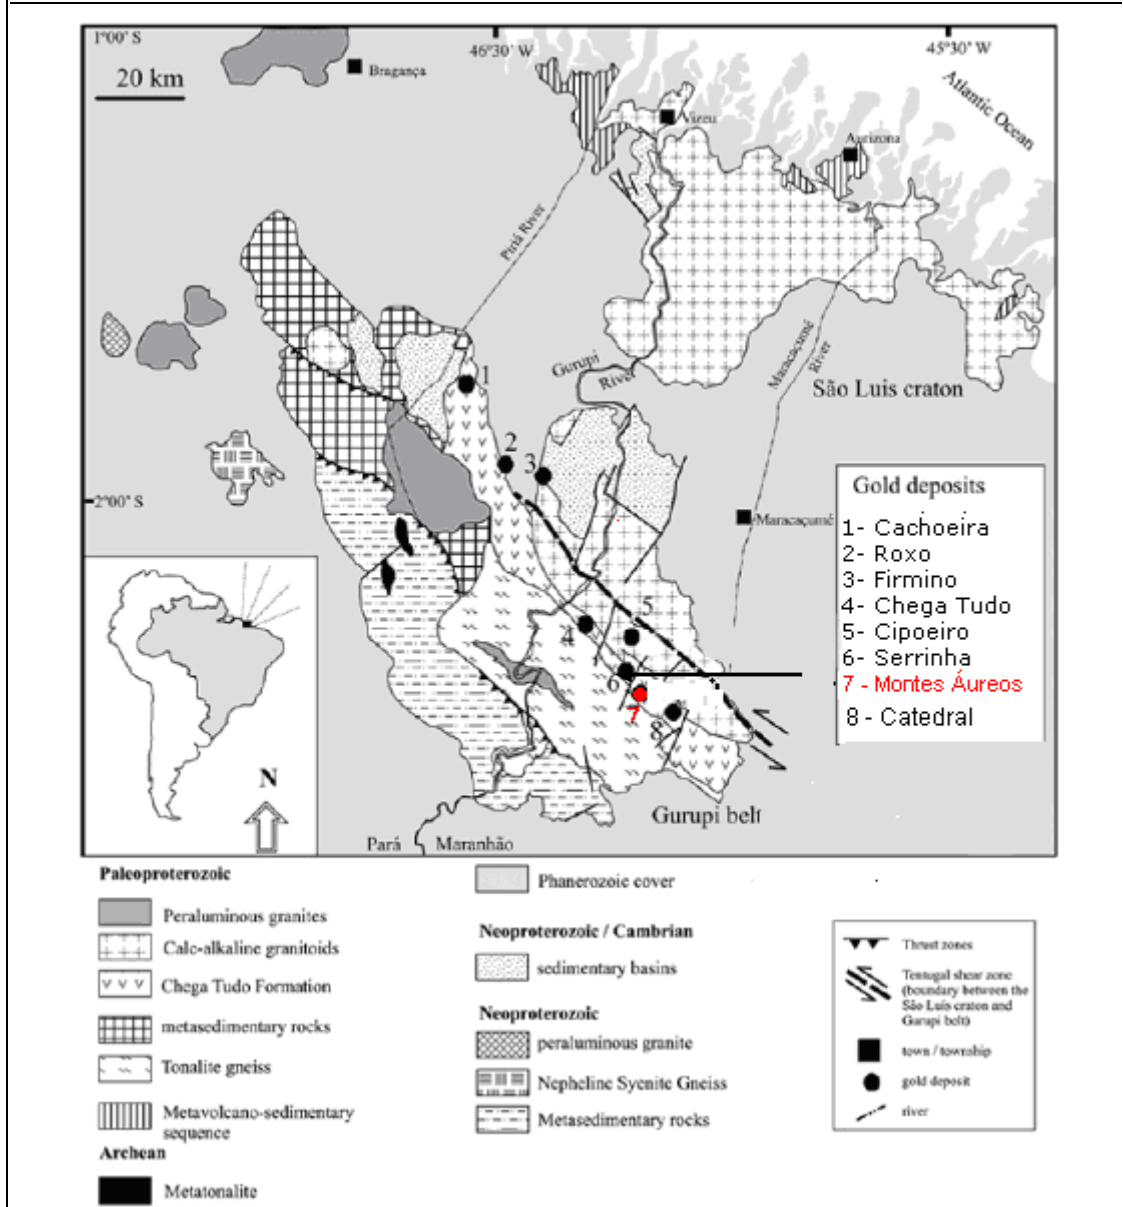 1°00' S
46°30' W
45°30' W
20 km
Bragança
Vizeu
Atlantic Ocean
Aurizona
Piriá River
Gurupi River
Maracaçumé River
São Luis craton
1
2
3
2°00' S
Maracaçumé
Gold deposits
1- Cachoeira
2- Roxo
3- Firmino
4- Chega Tudo
5- Cipoeiro
6- Serrinha
7 - Montes Áureos
8 - Catedral
5
4
6
7
8
N
Gurupi belt
Pará
Maranhão
Paleoproterozoic
Peraluminous granites
Calc-alkaline granitoids
Chega Tudo Formation
metasedimentary rocks
Tonalite gneiss
Metavolcano-sedimentary
sequence
Archean
Metatonalite
Phanerozoic cover
Neoproterozoic / Cambrian
sedimentary basins
Neoproterozoic
peraluminous granite
Nepheline Syenite Gneiss
Metasedimentary rocks
Thrust zones
Tentugal shear zone
(boundary between the
São Luís craton and
Gurupi belt)
town / township
gold deposit
river